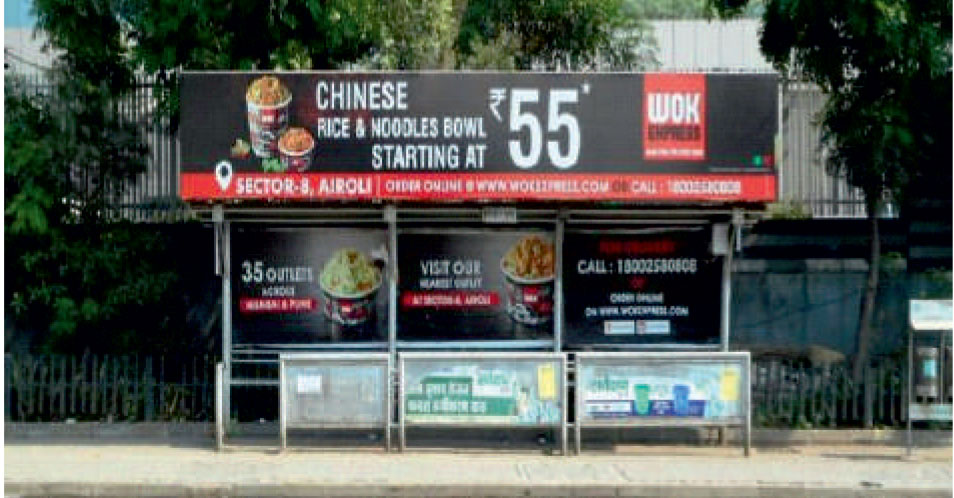 CHINESE
RICE & NOODLES BOWL
STARTING AT
₹55*
WOK
EXPRESS
SECTOR-8, AIROLI | ORDER ONLINE @ WWW.WOKEXPRESS.COM OR CALL : 18002580808
35 OUTLETS
ACROSS
MUMBAI & PUNE
VISIT OUR
NEAREST OUTLET
AT SECTOR-8, AIROLI
CALL : 18002580808
OR
ORDER ONLINE
ON WWW.WOKEXPRESS.COM